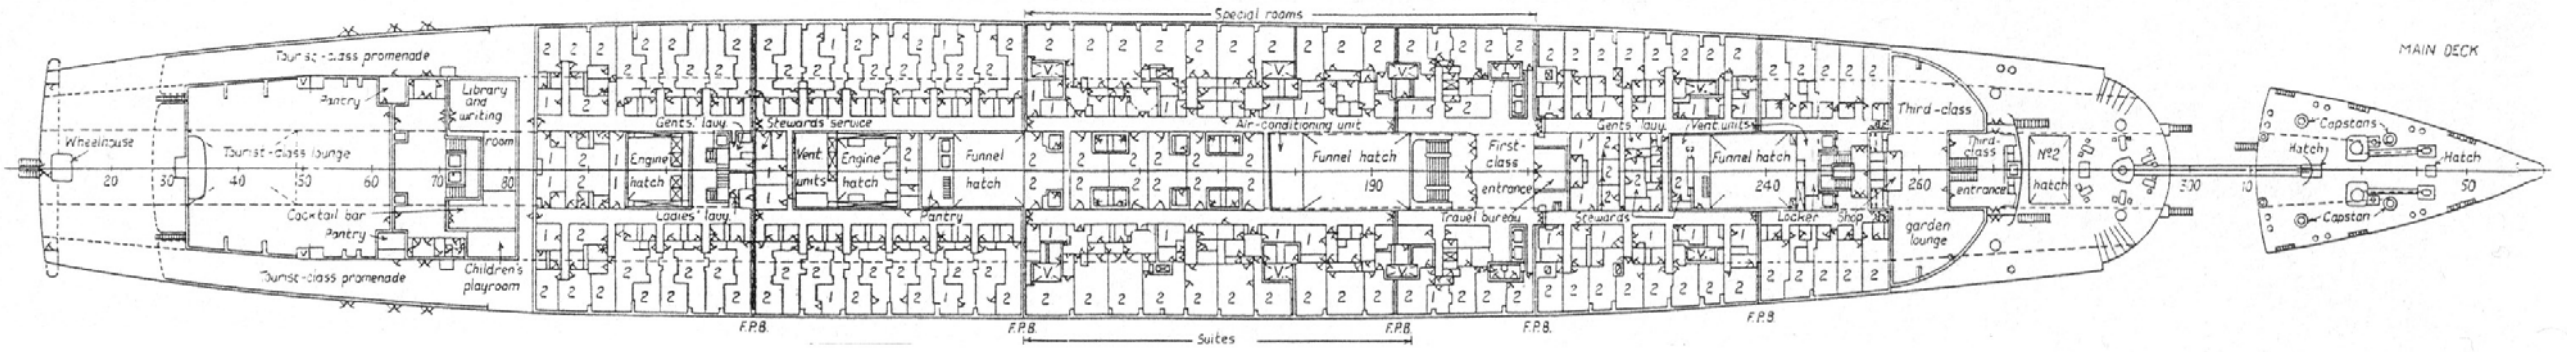 Special rooms
MAIN DECK
Tourist-class promenade
Pantry
Library
and
writing
room
Wheelhouse
Tourist-class lounge
20 30 40 50 60 70 80
Cocktail bar
Pantry
Tourist-class promenade
Children's
playroom
Gents' lavy.
Stewards service
Engine
hatch
Vent
units
Engine
hatch
Funnel
hatch
Ladies' lavy.
Pantry
Air-conditioning unit
Funnel hatch
190
First-
class
entrance
Travel bureau
Gents' lavy.
Vent units
Funnel hatch
240
Stewards
Locker
Shop
Third-class
260
garden
lounge
Third-
class
entrance
No2
hatch
300
10
Capstans
Hatch
Hatch
50
Capstan
F.P.B.
F.P.B.
F.P.B.
F.P.B.
F.P.B
Suites